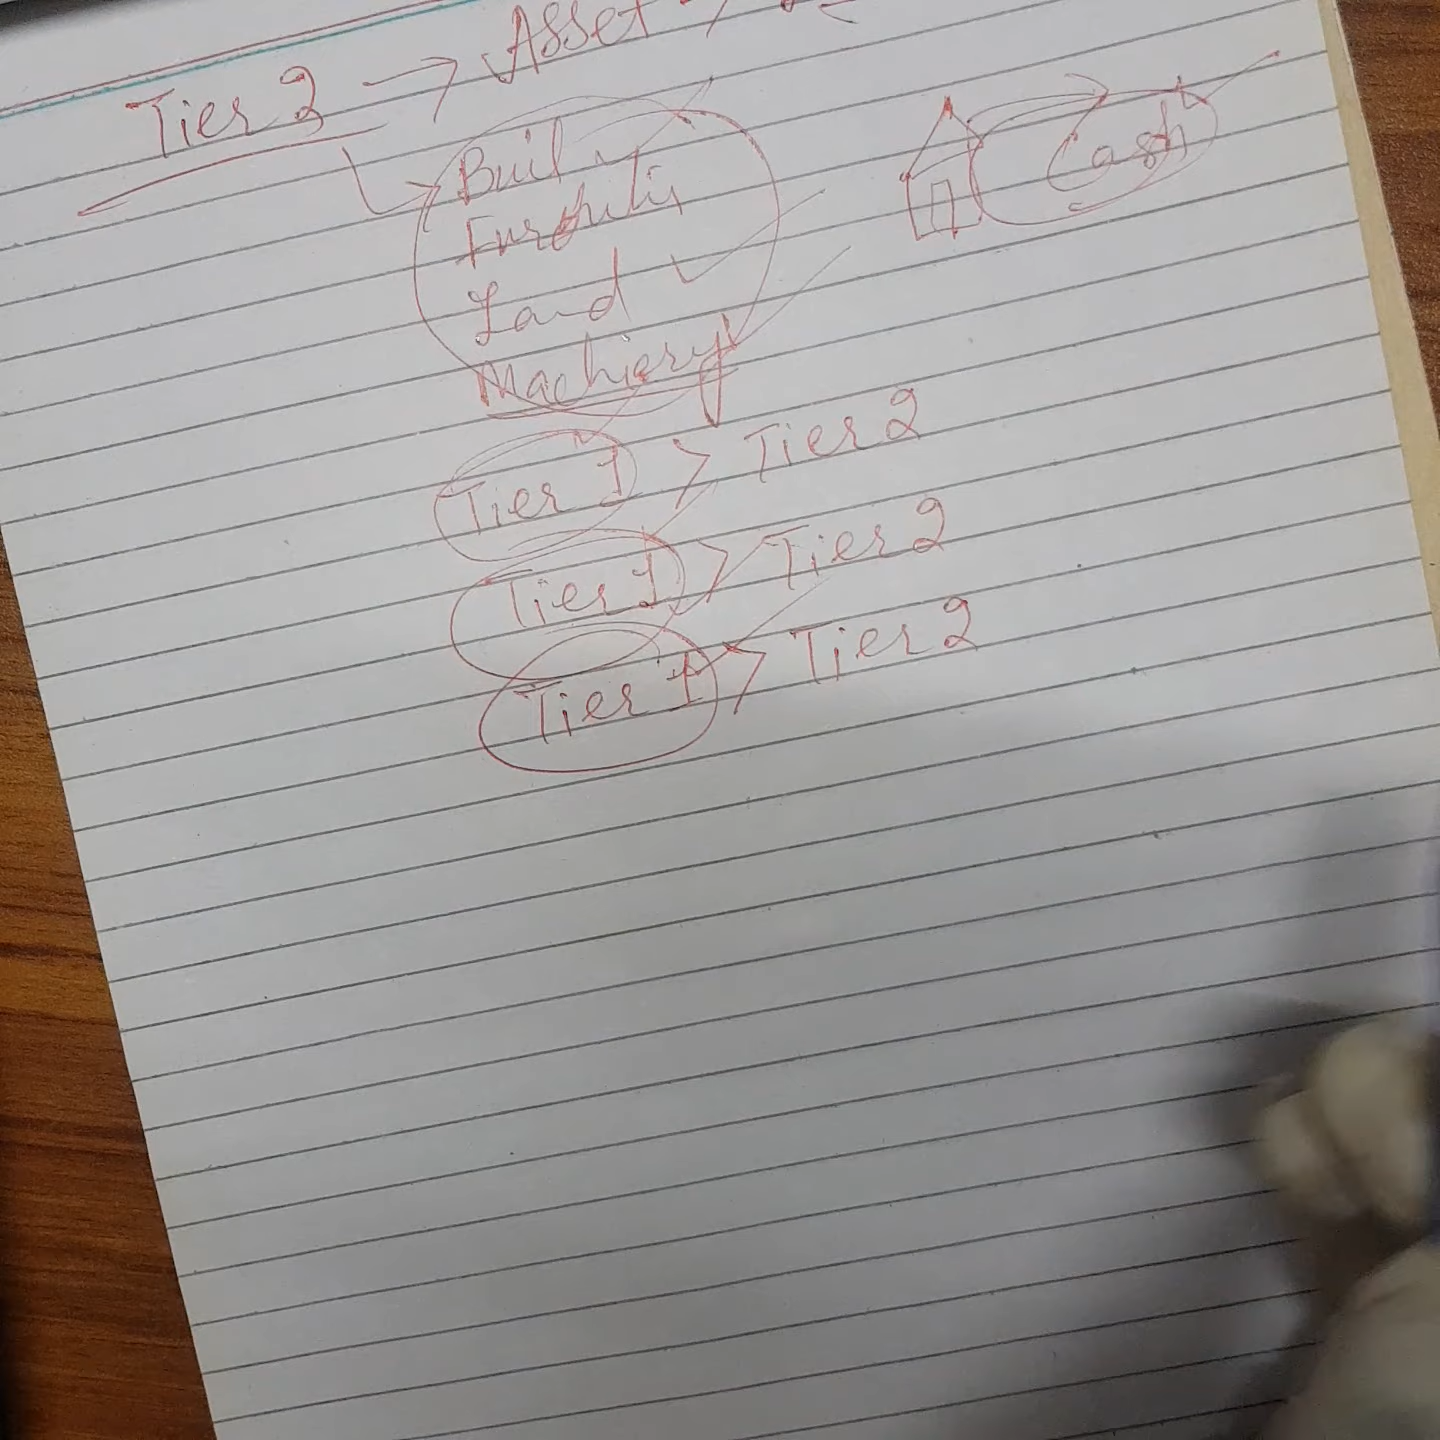 Tier 2 → Asset →
Buil
Land
Cash
Machiery
Tier 1 > Tier 2
Tier 1 > Tier 2
Tier 1 > Tier 2